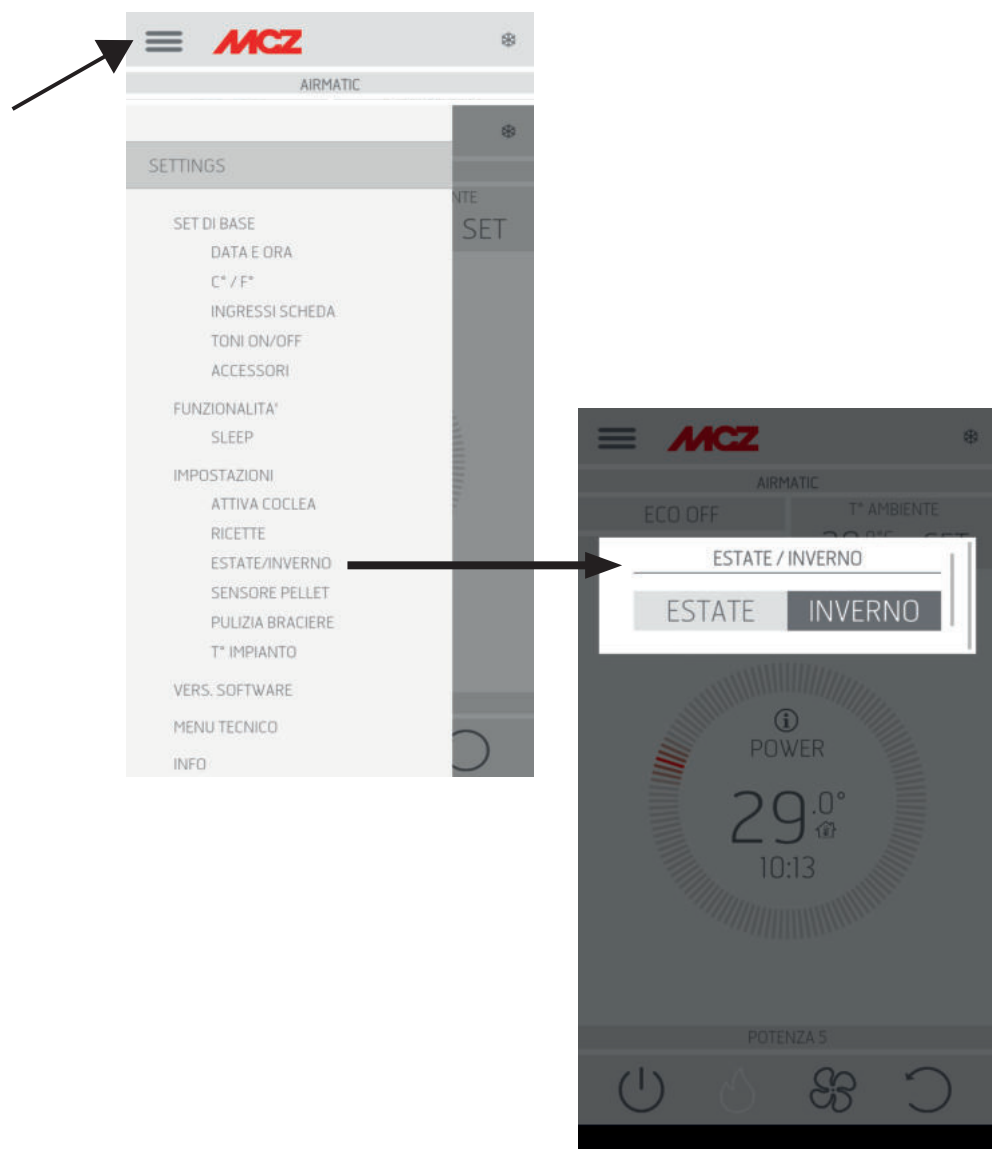 MCZ
AIRMATIC
SETTINGS
NTE
SET
SET DI BASE
DATA E ORA
C° / F°
INGRESSI SCHEDA
TONI ON/OFF
ACCESSORI
FUNZIONALITA'
SLEEP
IMPOSTAZIONI
ATTIVA COCLEA
RICETTE
ESTATE/INVERNO
SENSORE PELLET
PULIZIA BRACIERE
T° IMPIANTO
VERS. SOFTWARE
MENU TECNICO
INFO
MCZ
AIRMATIC
ECO OFF
T° AMBIENTE
ESTATE / INVERNO
ESTATE INVERNO
POWER
29.0°
10:13
POTENZA 5